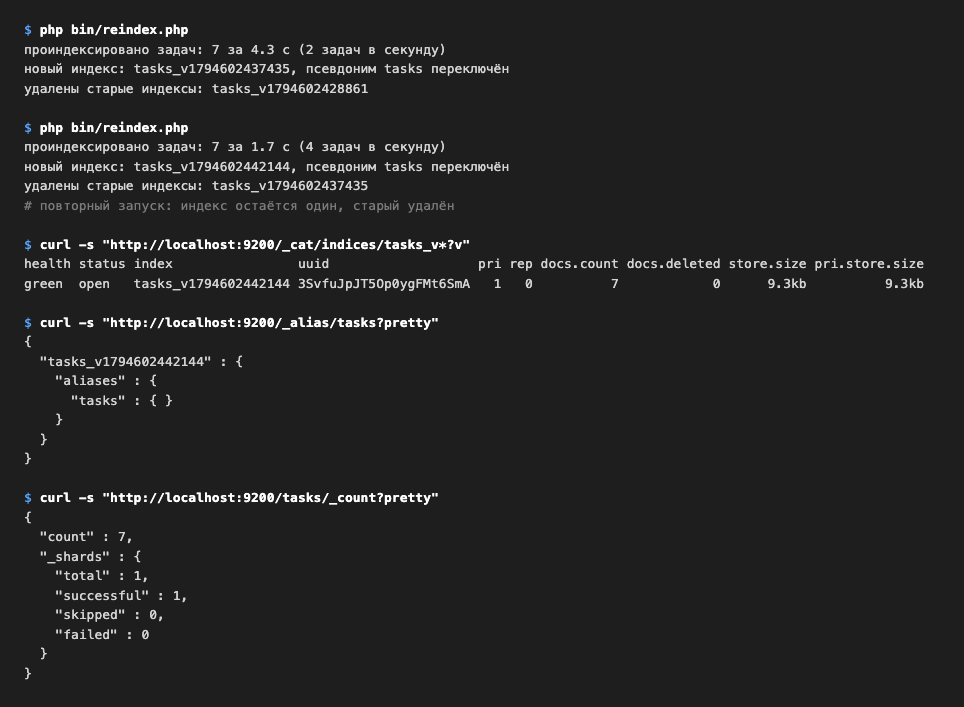 $ php bin/reindex.php
проиндексировано задач: 7 за 4.3 с (2 задач в секунду)
новый индекс: tasks_v1794602437435, псевдоним tasks переключён
удалены старые индексы: tasks_v1794602428861
$ php bin/reindex.php
проиндексировано задач: 7 за 1.7 с (4 задач в секунду)
новый индекс: tasks_v1794602442144, псевдоним tasks переключён
удалены старые индексы: tasks_v1794602437435
# повторный запуск: индекс остаётся один, старый удалён
$ curl -s "http://localhost:9200/_cat/indices/tasks_v*?v"
health status index                uuid                   pri rep docs.count docs.deleted store.size pri.store.size
green  open   tasks_v1794602442144 3SvfuJpJT5Op0ygFMt6SmA   1   0          7            0      9.3kb          9.3kb
$ curl -s "http://localhost:9200/_alias/tasks?pretty"
{
  "tasks_v1794602442144" : {
    "aliases" : {
      "tasks" : { }
    }
  }
}
$ curl -s "http://localhost:9200/tasks/_count?pretty"
{
  "count" : 7,
  "_shards" : {
    "total" : 1,
    "successful" : 1,
    "skipped" : 0,
    "failed" : 0
  }
}